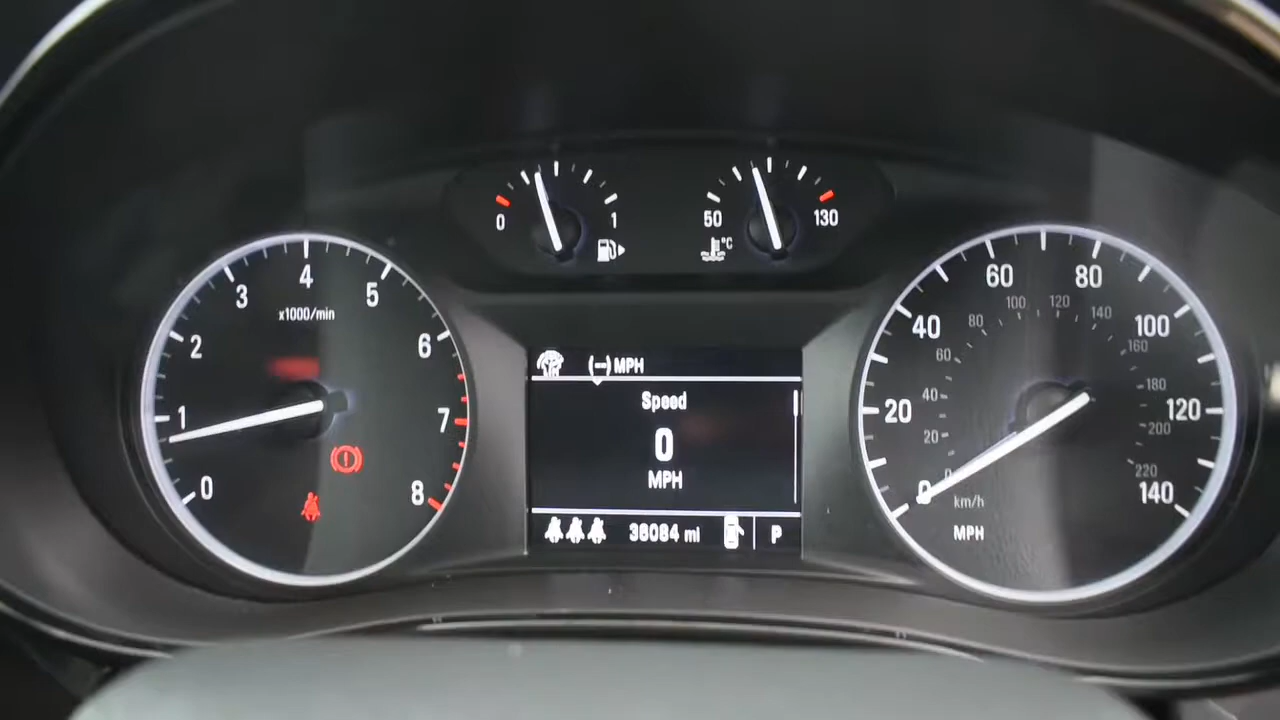 0 1
50 130
°C
0 1 2 3 4 5 6 7 8
x1000/min
(--) MPH
Speed
0
MPH
38084 mi
P
0 20 40 60 80 100 120 140
0 20 40 60 80 100 120 140 160 180 200 220
km/h
MPH